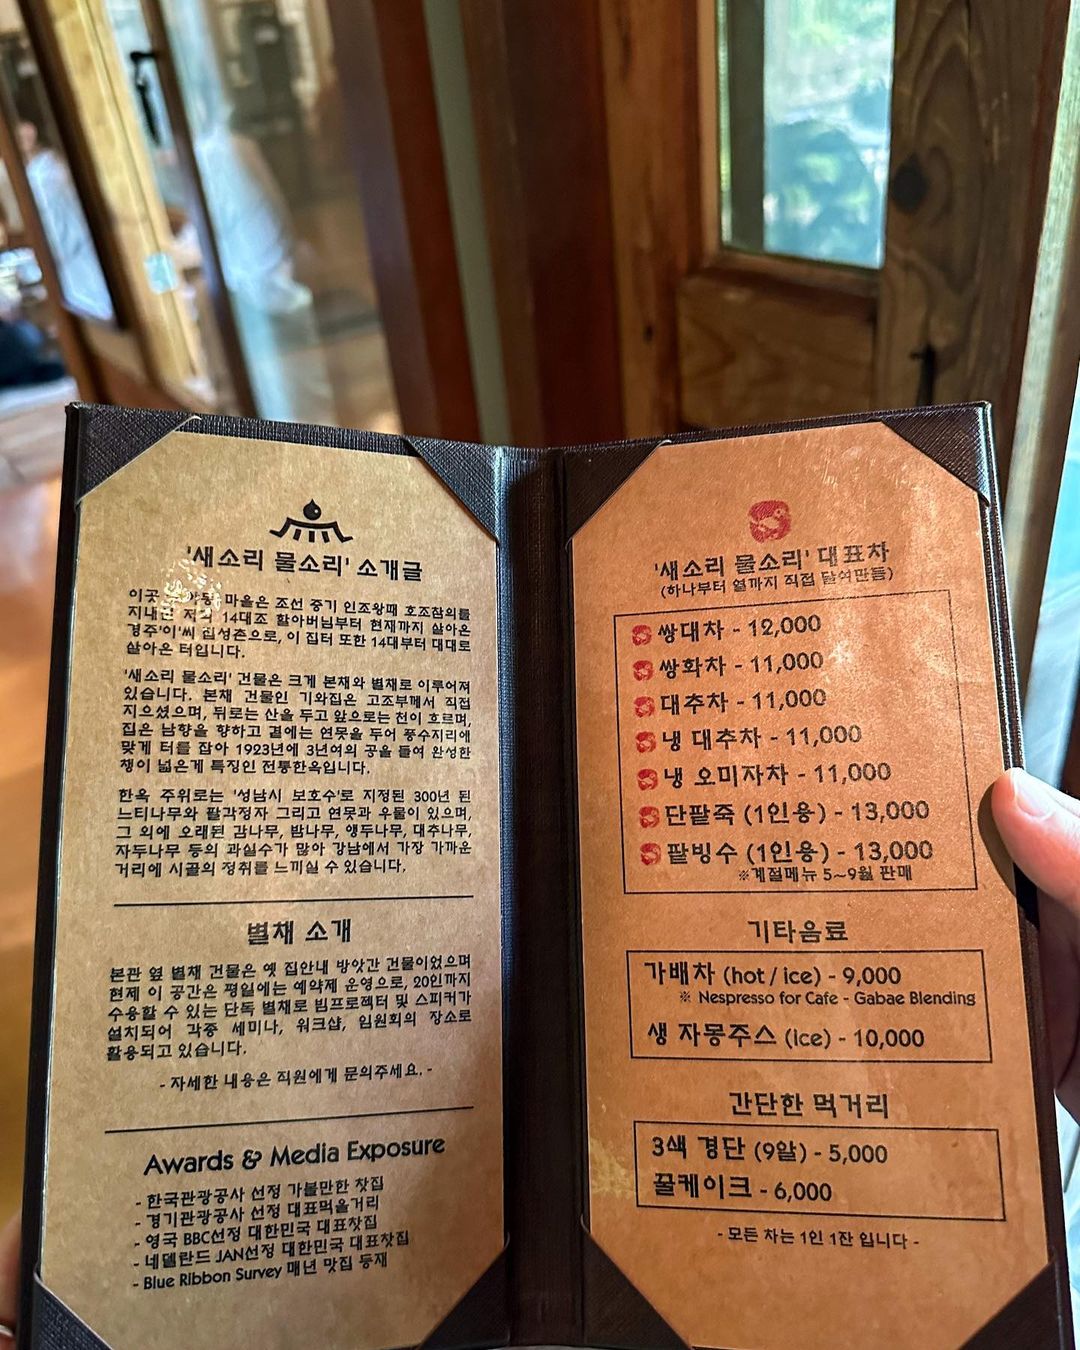 '새소리 물소리' 소개글
이곳 마을은 조선 중기 인조왕때 호조참의를
지내던 저의 14대조 할아버님부터 현재까지 살아온
경주'이'씨 집성촌으로, 이 집터 또한 14대부터 대대로
살아온 터입니다.
'새소리 물소리' 건물은 크게 본채와 별채로 이루어져
있습니다. 본채 건물인 기와집은 고조부께서 직접
지으셨으며, 뒤로는 산을 두고 앞으로는 천이 흐르며,
집은 남향을 향하고 곁에는 연못을 두어 풍수지리에
맞게 터를 잡아 1923년에 3년여의 공을 들여 완성한
챙이 넓은게 특징인 전통한옥입니다.
한옥 주위로는 '성남시 보호수'로 지정된 300년 된
느티나무와 팔각정자 그리고 연못과 우물이 있으며,
그 외에 오래된 감나무, 밤나무, 앵두나무, 대추나무,
자두나무 등의 과실수가 많아 강남에서 가장 가까운
거리에 시골의 정취를 느끼실 수 있습니다.
별채 소개
본관 옆 별채 건물은 옛 집안내 방앗간 건물이었으며
현제 이 공간은 평일에는 예약제 운영으로, 20인까지
수용할 수 있는 단독 별채로 빔프로젝터 및 스피커가
설치되어 각종 세미나, 워크샵, 임원회의 장소로
활용되고 있습니다.
- 자세한 내용은 직원에게 문의주세요. -
Awards & Media Exposure
- 한국관광공사 선정 가볼만한 찻집
- 경기관광공사 선정 대표먹을거리
- 영국 BBC선정 대한민국 대표찻집
- 네델란드 JAN선정 대한민국 대표찻집
- Blue Ribbon Survey 매년 맛집 등재
'새소리 물소리' 대표차
(하나부터 열까지 직접 달여만듦)
쌍대차 - 12,000
쌍화차 - 11,000
대추차 - 11,000
냉 대추차 - 11,000
냉 오미자차 - 11,000
단팥죽 (1인용) - 13,000
팥빙수 (1인용) - 13,000
※계절메뉴 5~9월 판매
기타음료
가배차 (hot / ice) - 9,000
※ Nespresso for Cafe - Gabae Blending
생 자몽주스 (ice) - 10,000
간단한 먹거리
3색 경단 (9알) - 5,000
꿀케이크 - 6,000
- 모든 차는 1인 1잔 입니다 -